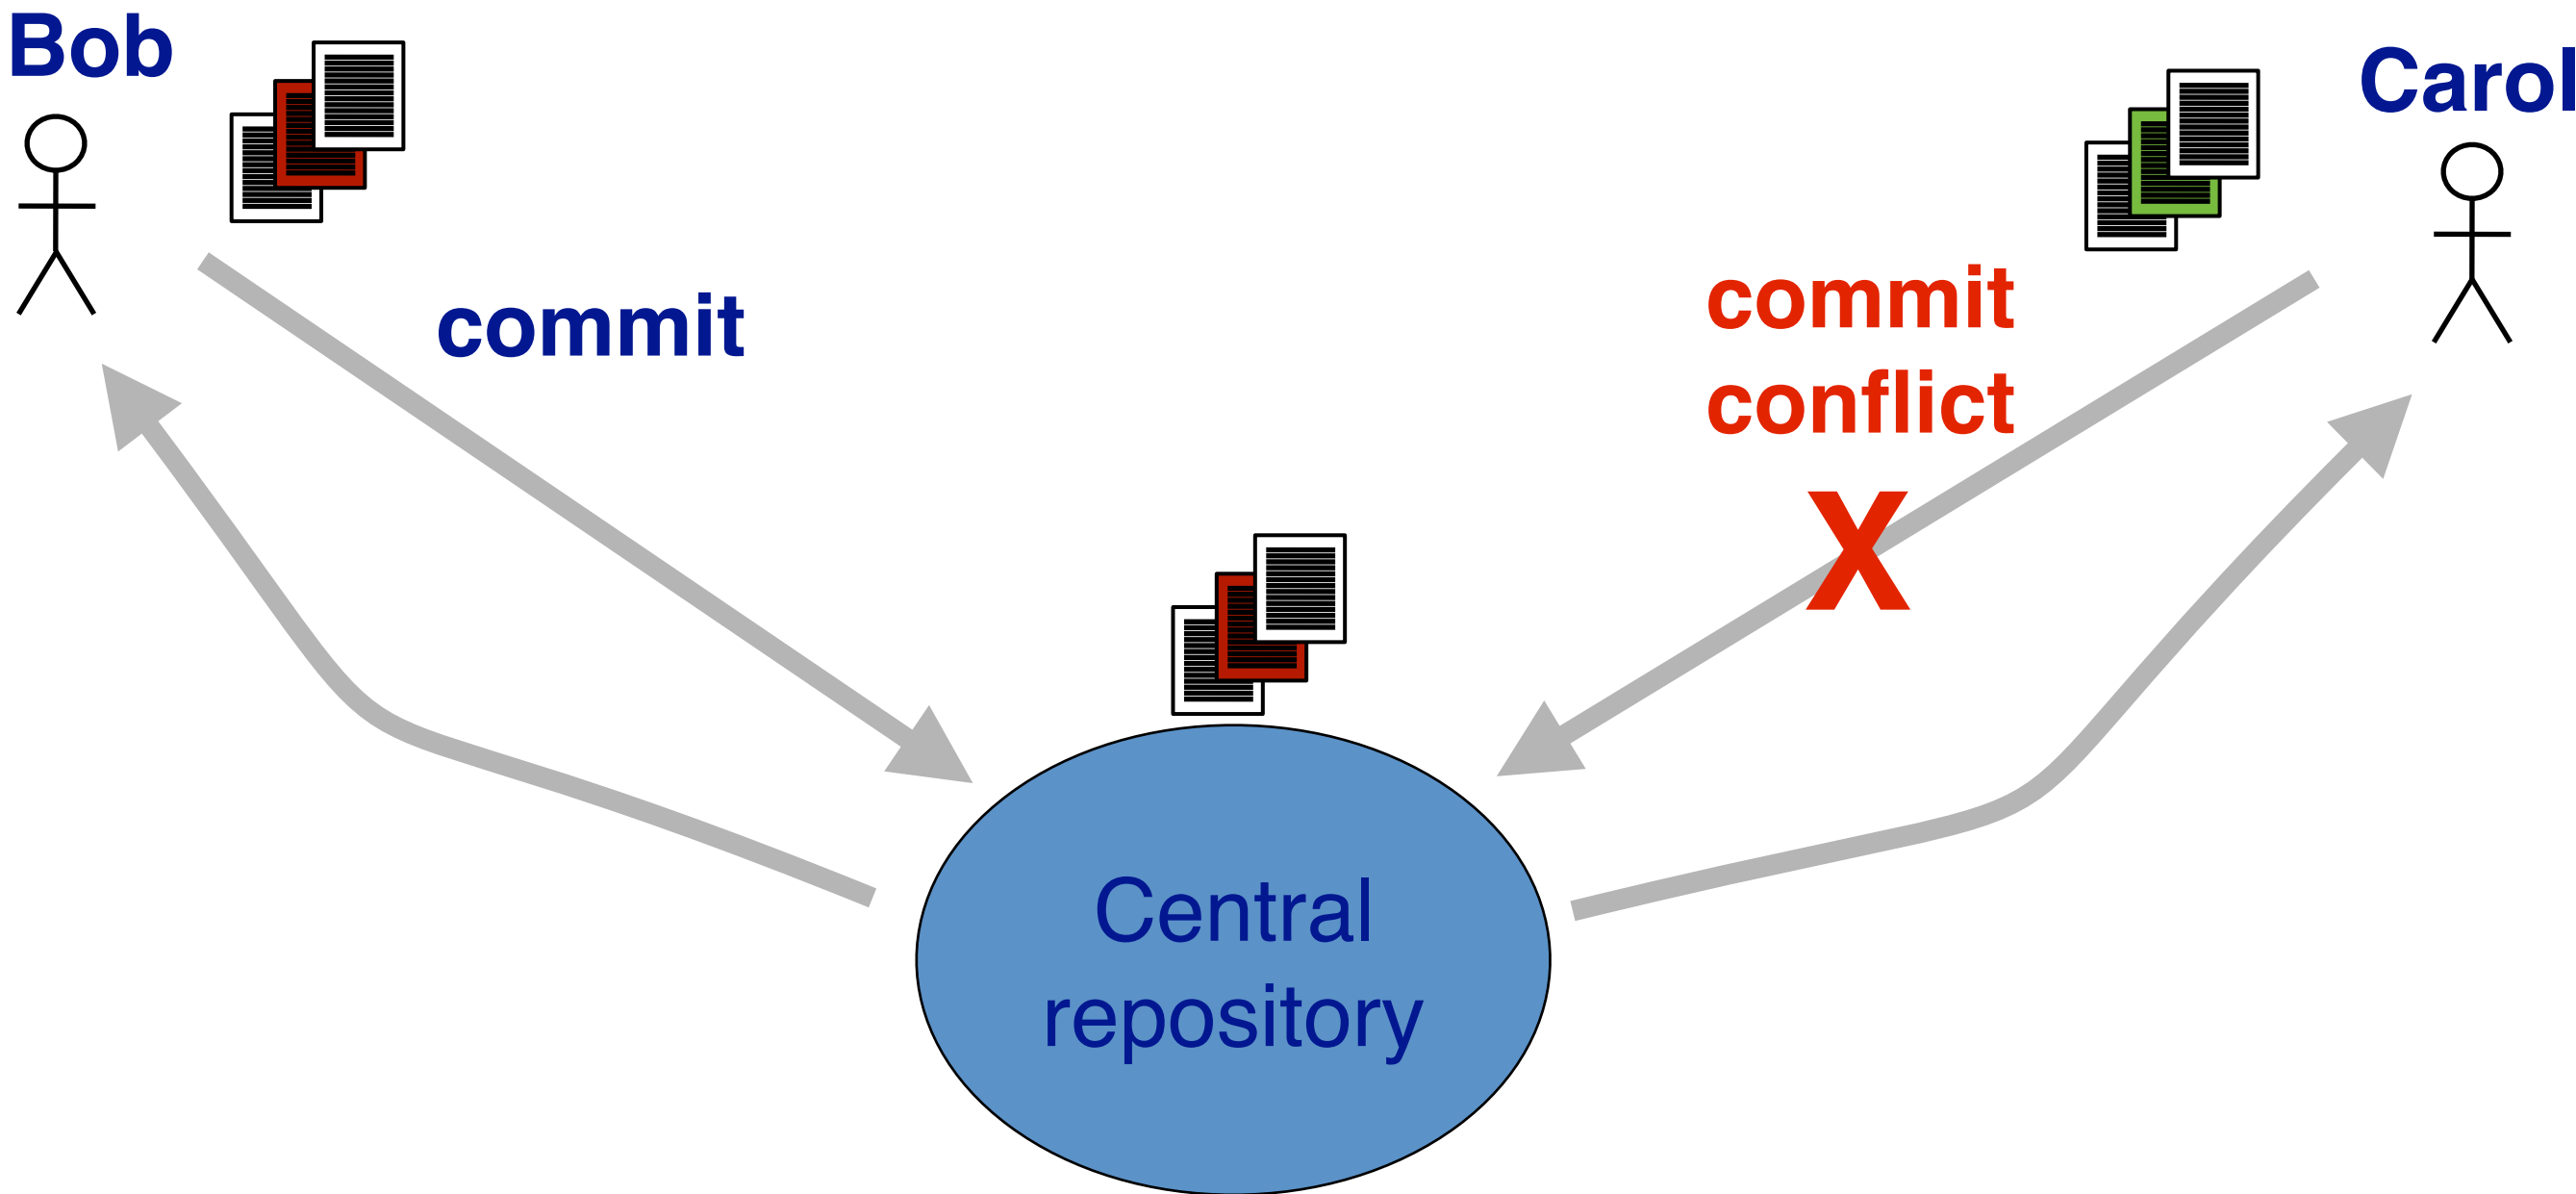 Bob
Carol
commit
commit
conflict
X
Central
repository